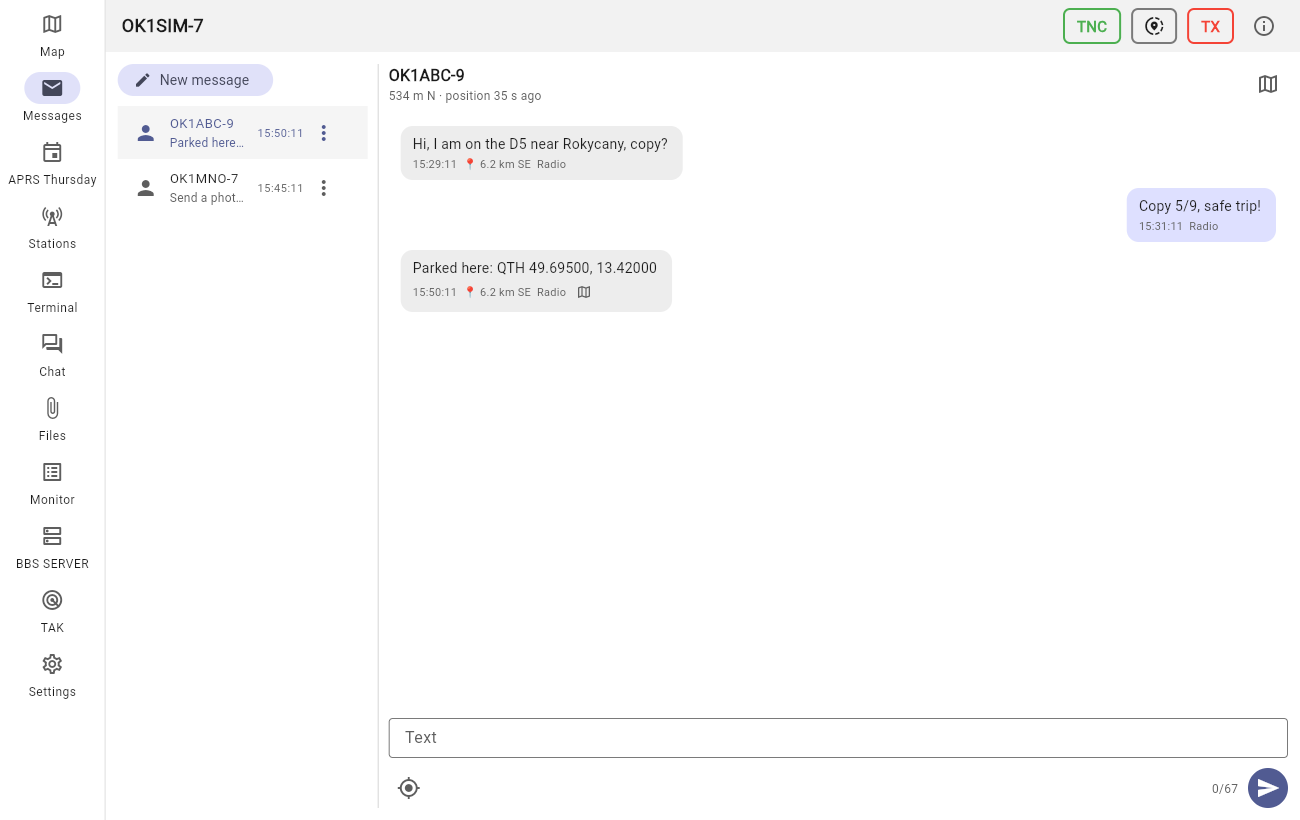 Map
Messages
APRS Thursday
Stations
Terminal
Chat
Files
Monitor
BBS SERVER
TAK
Settings
OK1SIM-7
TNC
TX
New message
OK1ABC-9
Parked here…
15:50:11
OK1MNO-7
Send a phot…
15:45:11
OK1ABC-9
534 m N · position 35 s ago
Hi, I am on the D5 near Rokycany, copy?
15:29:11 📍 6.2 km SE Radio
Copy 5/9, safe trip!
15:31:11 Radio
Parked here: QTH 49.69500, 13.42000
15:50:11 📍 6.2 km SE Radio
Text
0/67